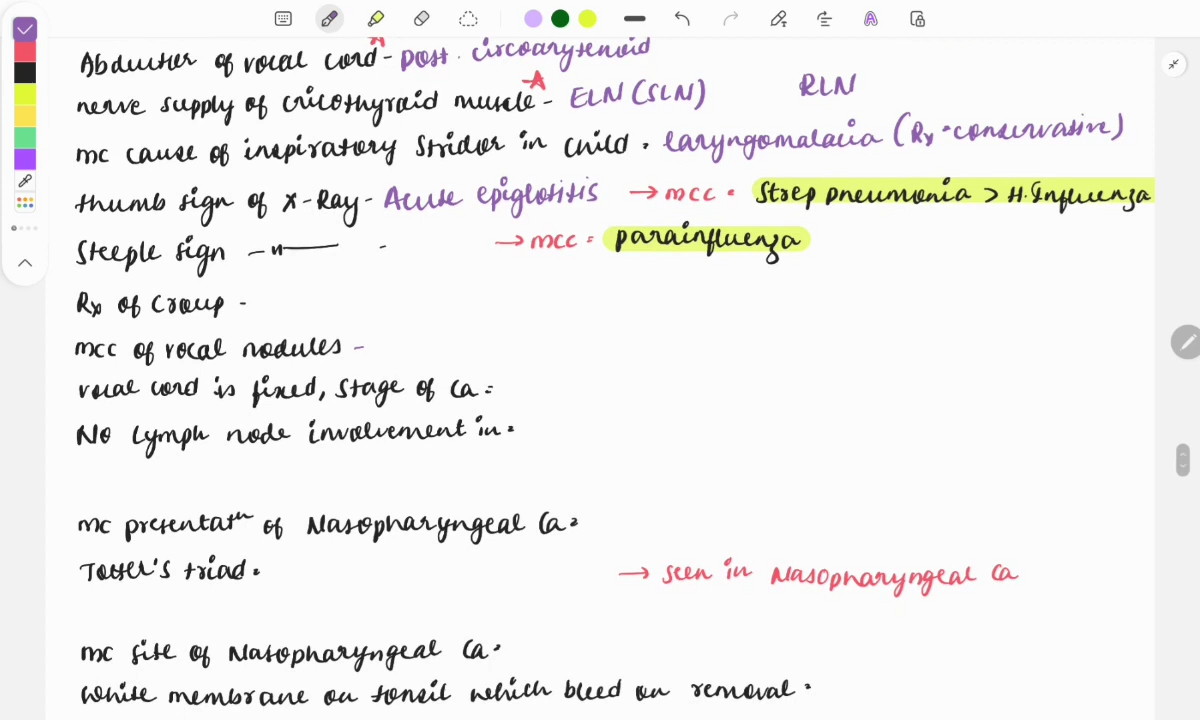 Abductor of vocal cord - post. circoarytenoid
nerve supply of cricothyroid muscle - ELN (SLN) RLN
mc cause of inspiratory stridor in child . laryngomalacia (Rx = conservative)
thumb sign of X-Ray - Acute epiglotitis → mcc = Strep pneumonia > H. Influenza
Steeple sign - " - → mcc = parainfluenza
Rx of Croup -
mcc of vocal nodules -
vocal cord is fixed, stage of Ca =
No lymph node involvement in =
mc presentatn of Nasopharyngeal Ca =
Totter's triad = → seen in Nasopharyngeal Ca
mc site of Nasopharyngeal Ca =
white membrane on tonsil which bleed on removal =